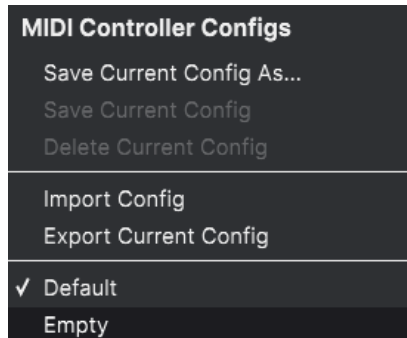 MIDI Controller Configs
Save Current Config As...
Save Current Config
Delete Current Config
Import Config
Export Current Config
✓ Default
Empty